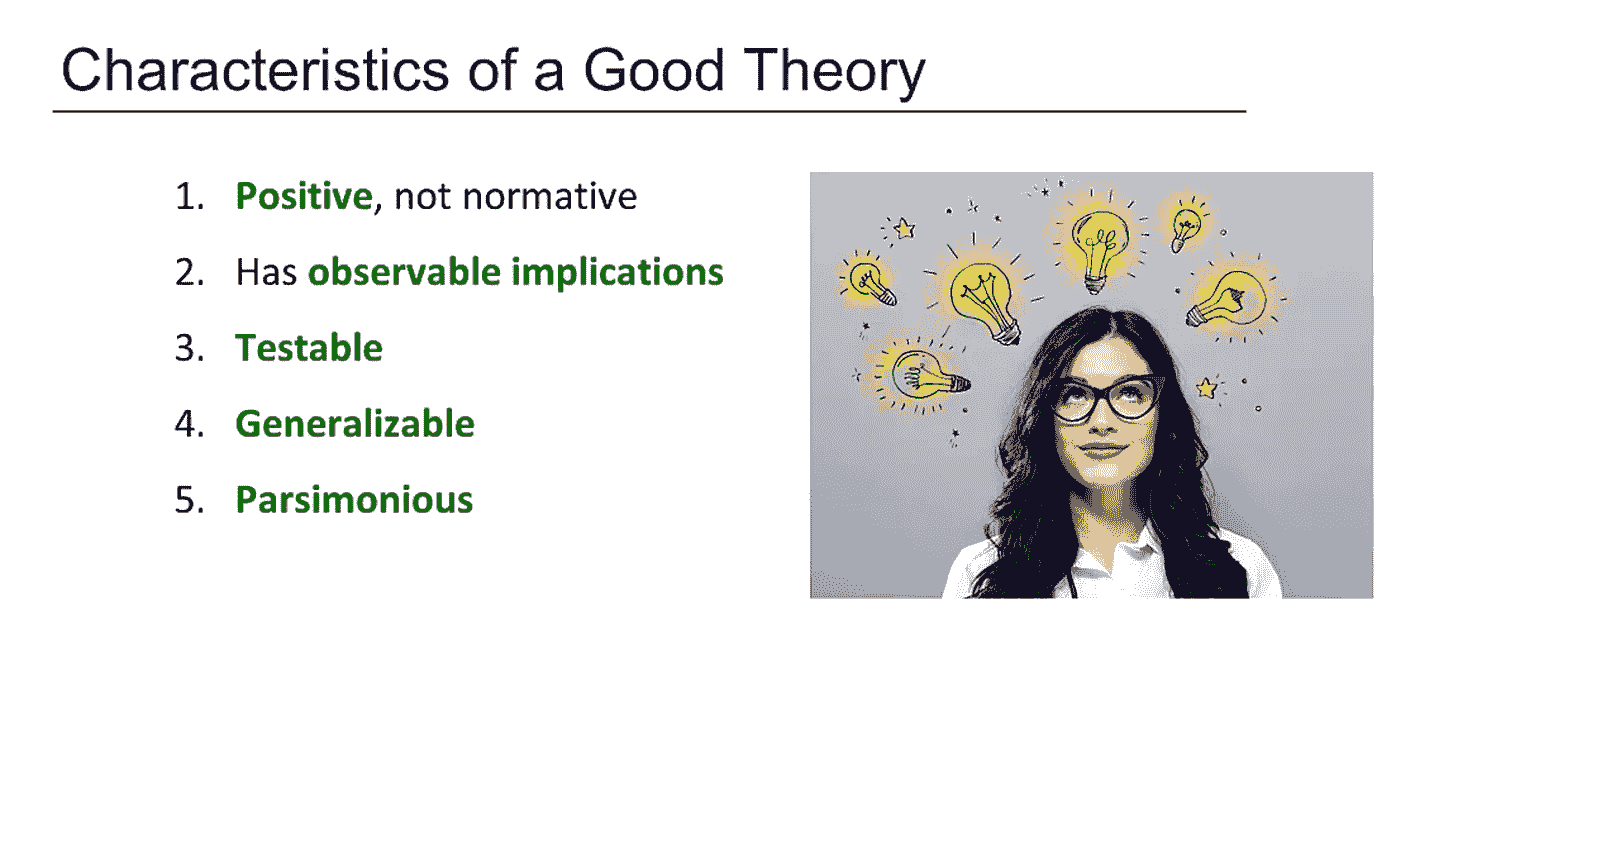 Characteristics of a Good Theory
1. Positive, not normative
2. Has observable implications
3. Testable
4. Generalizable
5. Parsimonious